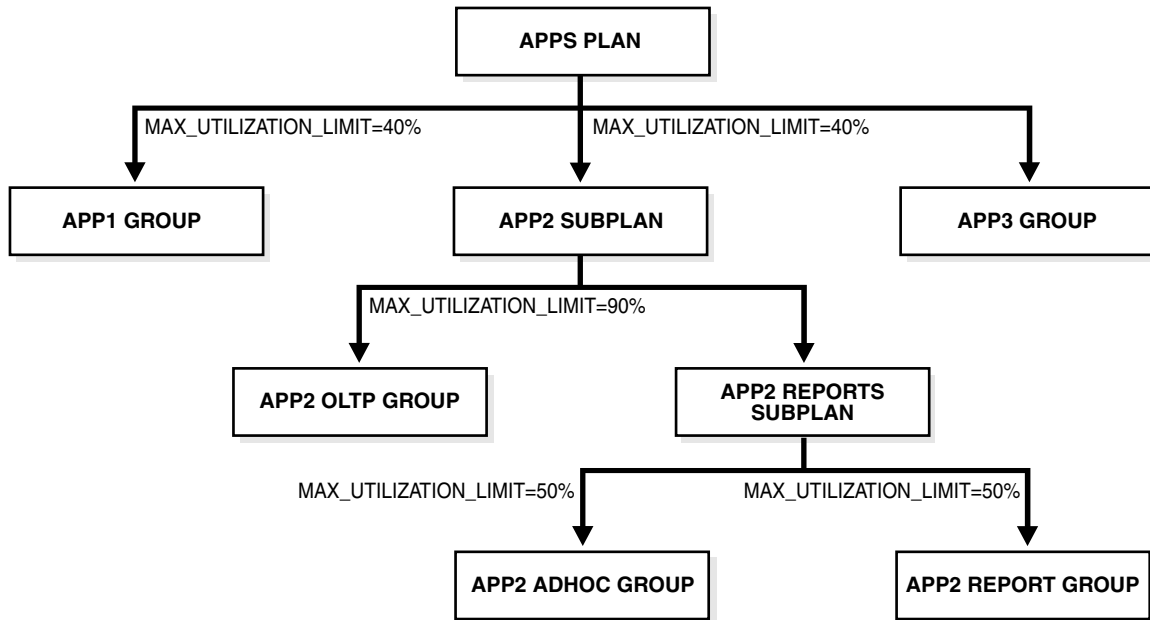 APPS PLAN
MAX_UTILIZATION_LIMIT=40%
MAX_UTILIZATION_LIMIT=40%
APP1 GROUP
APP2 SUBPLAN
APP3 GROUP
MAX_UTILIZATION_LIMIT=90%
APP2 OLTP GROUP
APP2 REPORTS
SUBPLAN
MAX_UTILIZATION_LIMIT=50%
MAX_UTILIZATION_LIMIT=50%
APP2 ADHOC GROUP
APP2 REPORT GROUP